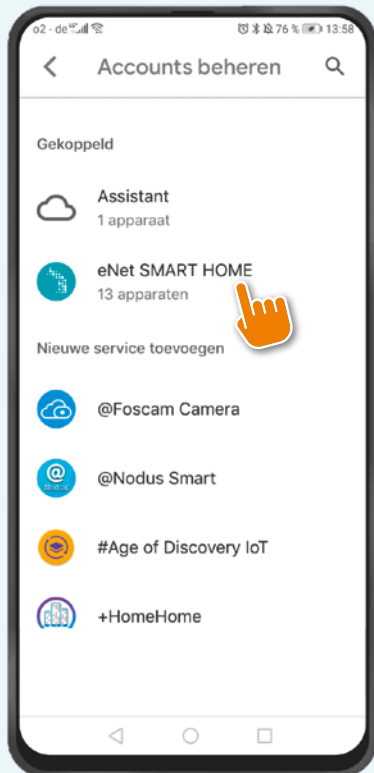 o2 - de 76 % 13:58
Accounts beheren
Gekoppeld
Assistant
1 apparaat
eNet SMART HOME
13 apparaten
Nieuwe service toevoegen
@Foscam Camera
@
Nodus
@Nodus Smart
#Age of Discovery IoT
+HomeHome